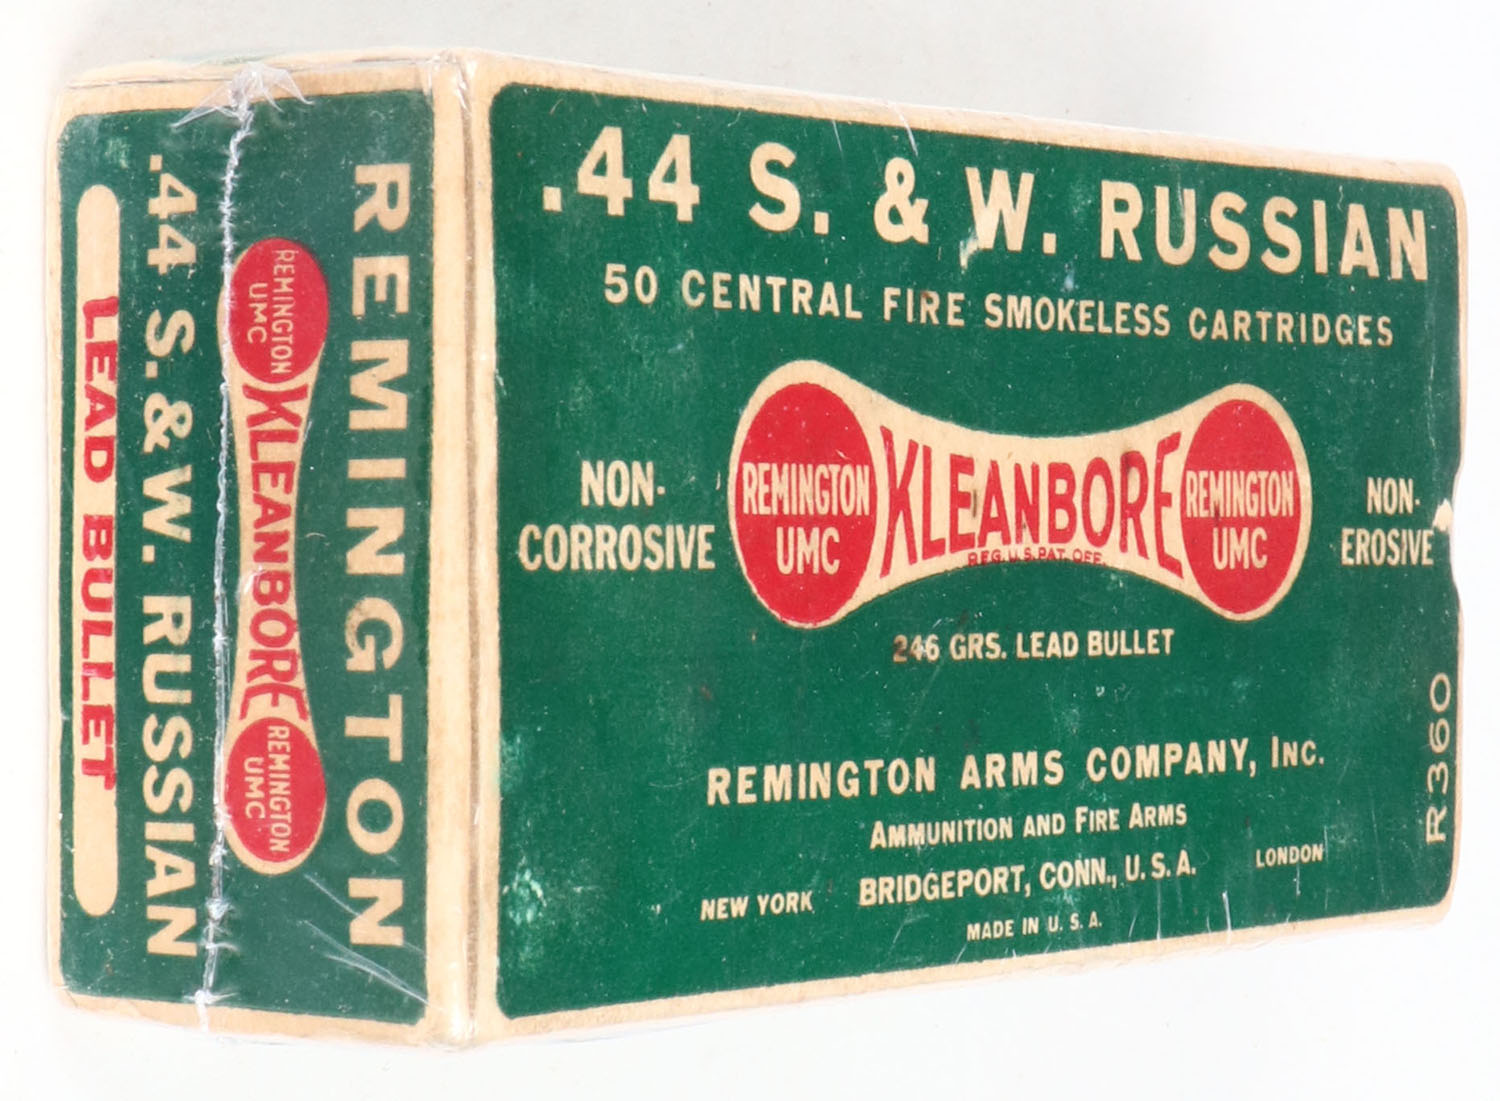 .44 S. & W. RUSSIAN
50 CENTRAL FIRE SMOKELESS CARTRIDGES
NON-
CORROSIVE
REMINGTON
UMC
KLEANBORE
REG. U.S. PAT. OFF.
REMINGTON
UMC
NON-
EROSIVE
246 GRS. LEAD BULLET
REMINGTON ARMS COMPANY, INC.
AMMUNITION AND FIRE ARMS
BRIDGEPORT, CONN., U. S. A.
NEW YORK
LONDON
MADE IN U. S. A.
R360
REMINGTON
REMINGTON
UMC
KLEANBORE
REMINGTON
UMC
.44 S. & W. RUSSIAN
LEAD BULLET